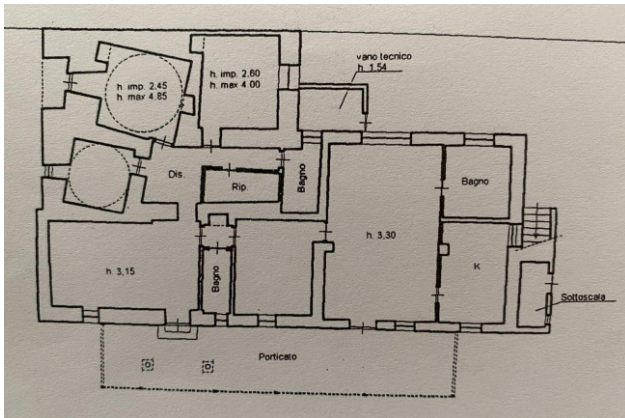 vano tecnico
h. 1.54
h. imp. 2.60
h. max 4.00
h. imp. 2.45
h. max 4.85
Dis.
Rip.
Bagno
Bagno
h. 3,30
h. 3,15
Bagno
K
Sottoscala
Porticato